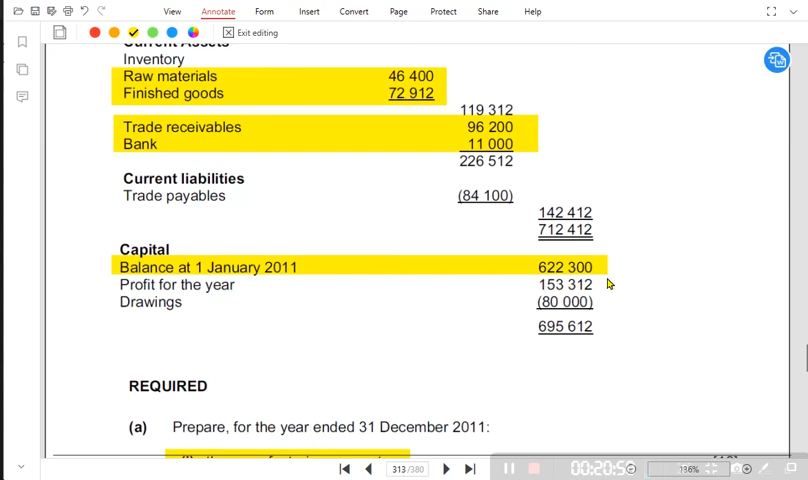 View Annotate Form Insert Convert Page Protect Share Help
Exit editing
Current Assets
Inventory
Raw materials 46 400
Finished goods 72 912
119 312
Trade receivables 96 200
Bank 11 000
226 512
Current liabilities
Trade payables (84 100)
142 412
712 412
Capital
Balance at 1 January 2011 622 300
Profit for the year 153 312
Drawings (80 000)
695 612
REQUIRED
(a) Prepare, for the year ended 31 December 2011:
313 /380
00:20:5
136%